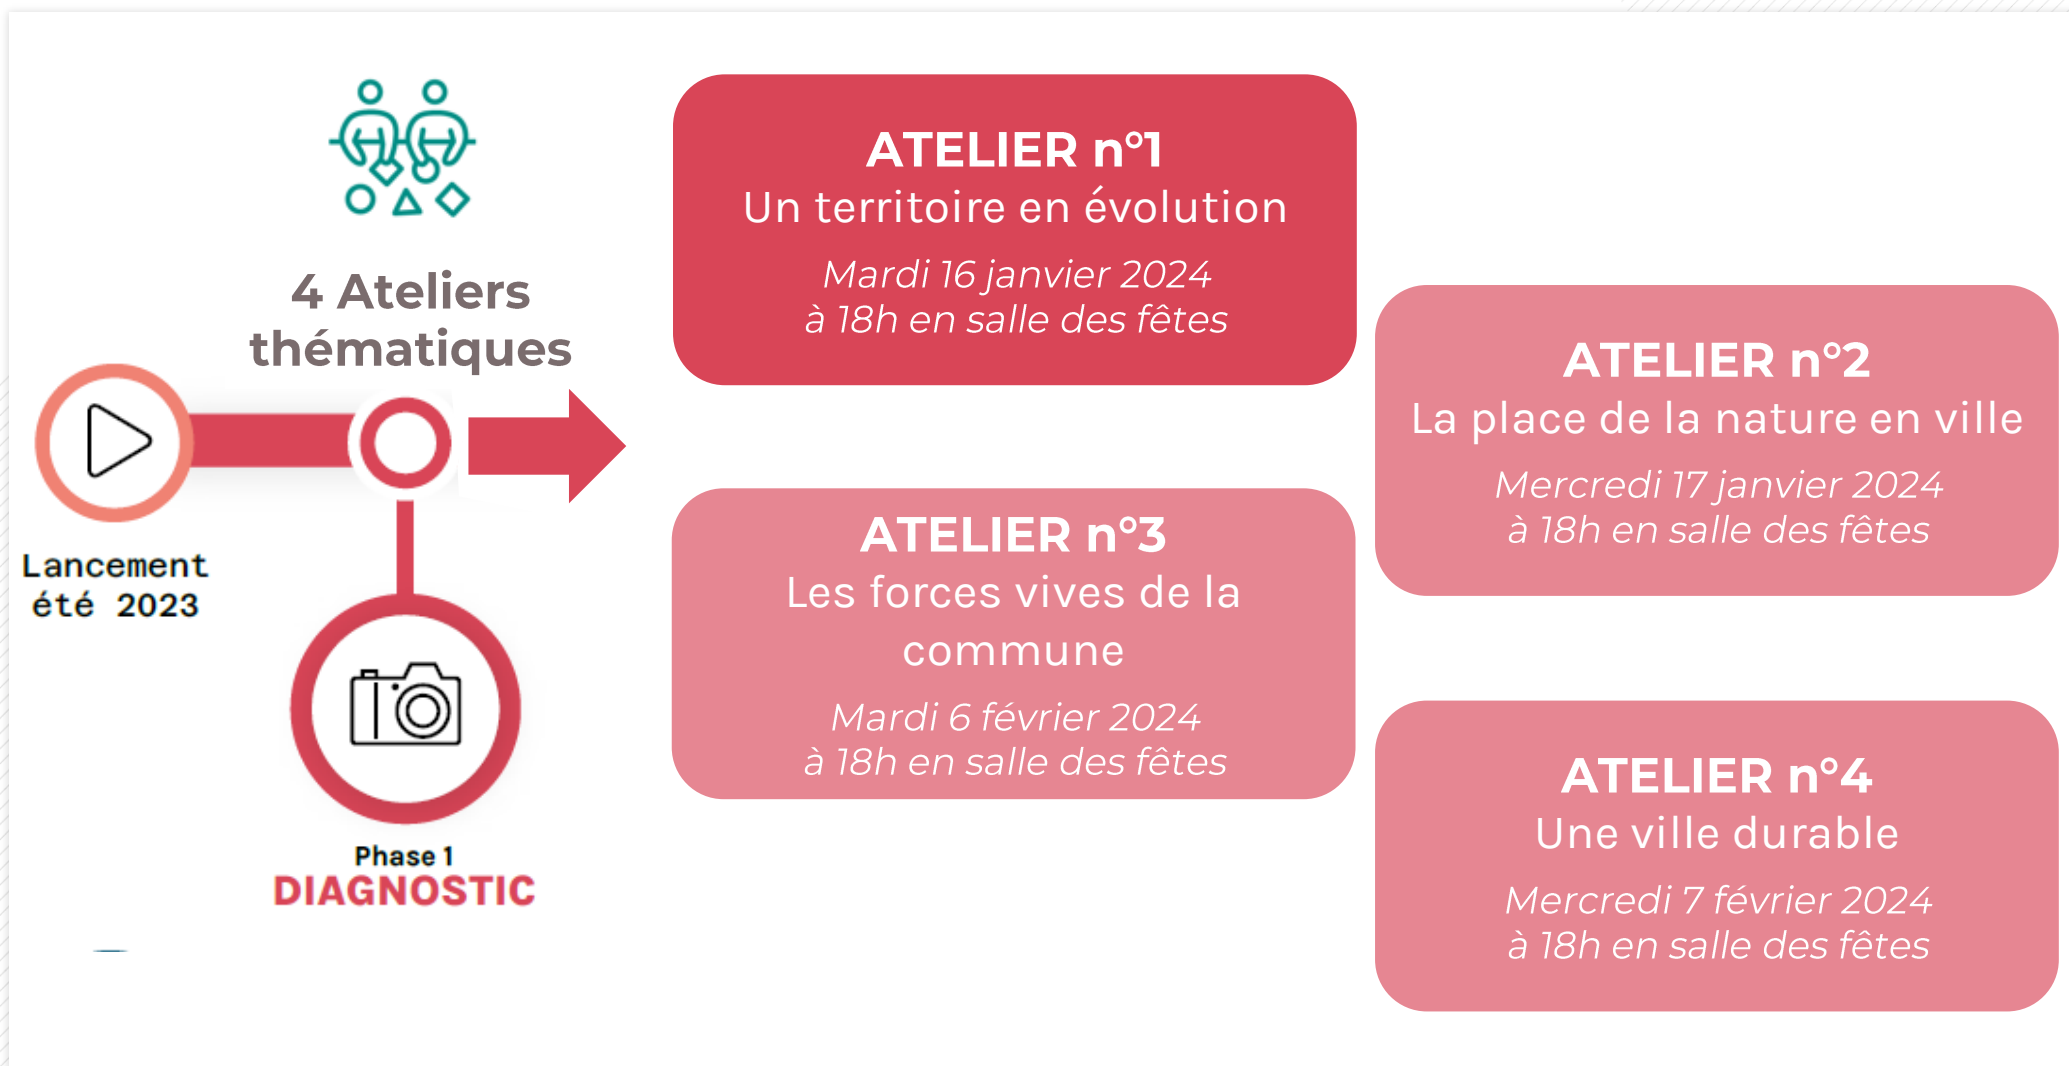 4 Ateliers
thématiques
Lancement
été 2023
Phase 1
DIAGNOSTIC
ATELIER n°1
Un territoire en évolution
Mardi 16 janvier 2024
à 18h en salle des fêtes
ATELIER n°2
La place de la nature en ville
Mercredi 17 janvier 2024
à 18h en salle des fêtes
ATELIER n°3
Les forces vives de la
commune
Mardi 6 février 2024
à 18h en salle des fêtes
ATELIER n°4
Une ville durable
Mercredi 7 février 2024
à 18h en salle des fêtes